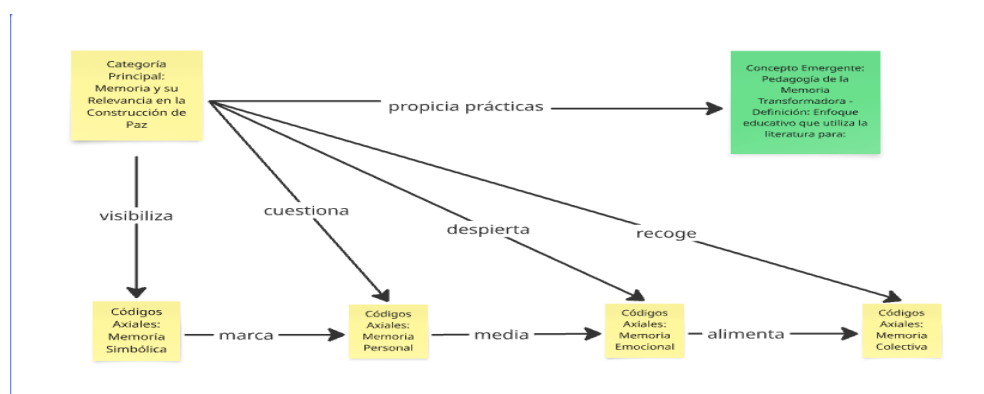 Categoría
Principal:
Memoria y su
Relevancia en la
Construcción de
Paz
Concepto Emergente:
Pedagogía de la
Memoria
Transformadora -
Definición: Enfoque
educativo que utiliza la
literatura para:
propicia prácticas
visibiliza
cuestiona
despierta
recoge
Códigos
Axiales:
Memoria
Simbólica
marca
Códigos
Axiales:
Memoria
Personal
media
Códigos
Axiales:
Memoria
Emocional
alimenta
Códigos
Axiales:
Memoria
Colectiva